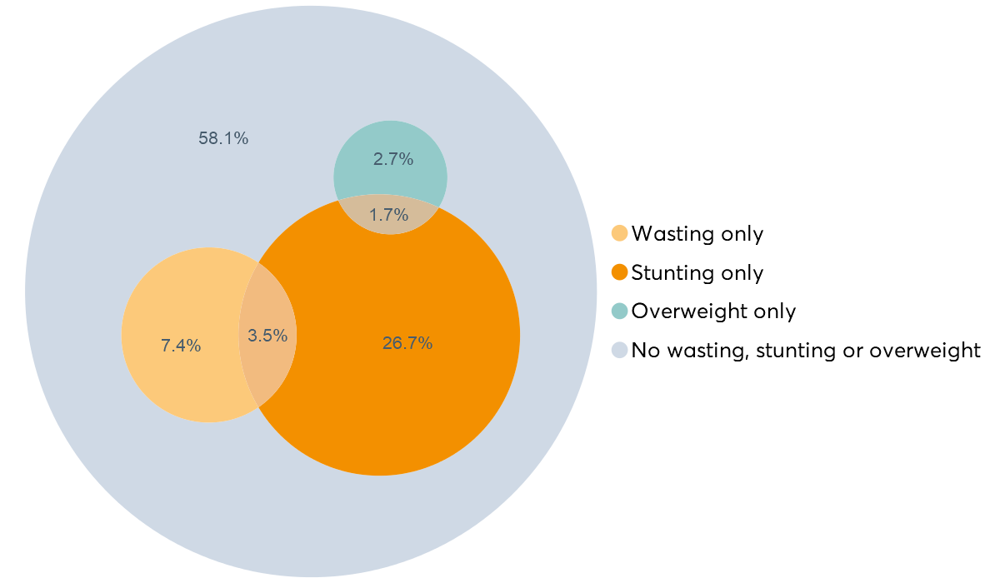 58.1%
2.7%
1.7%
7.4%
3.5%
26.7%
Wasting only
Stunting only
Overweight only
No wasting, stunting or overweight